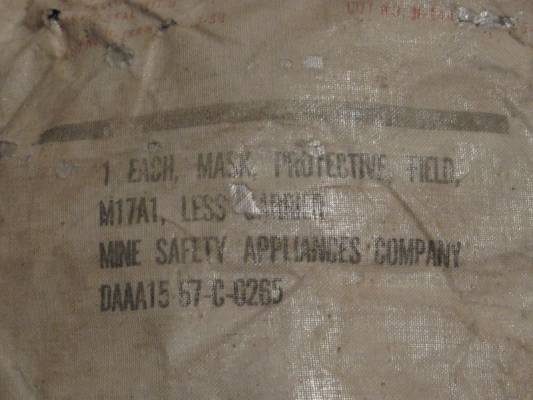 1 EACH, MASK, PROTECTIVE, FIELD,
M17A1, LESS CARRIER
MINE SAFETY APPLIANCES COMPANY
DAAA15-67-C-0265